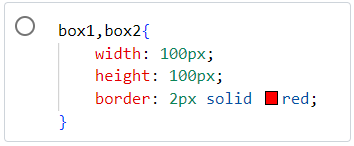 box1,box2{
width: 100px;
height: 100px;
border: 2px solid red;
}